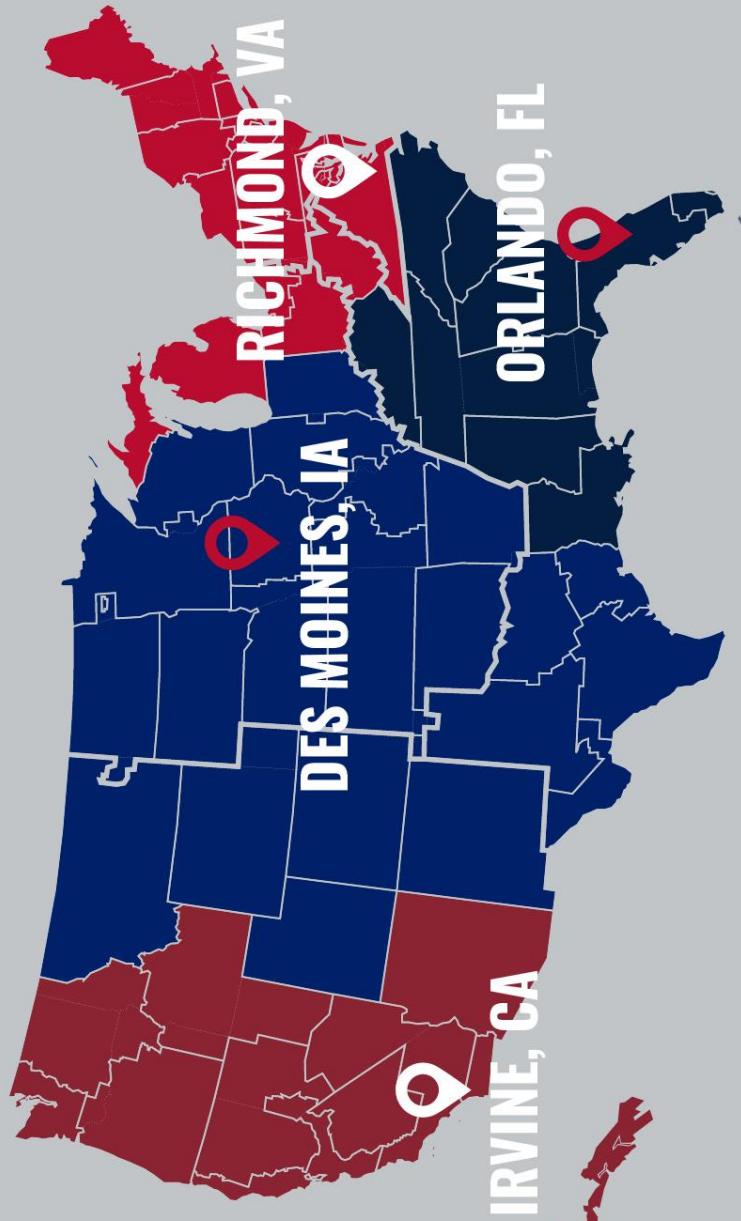 RICHMOND, VA
DES MOINES, IA
ORLANDO, FL
IRVINE, CA